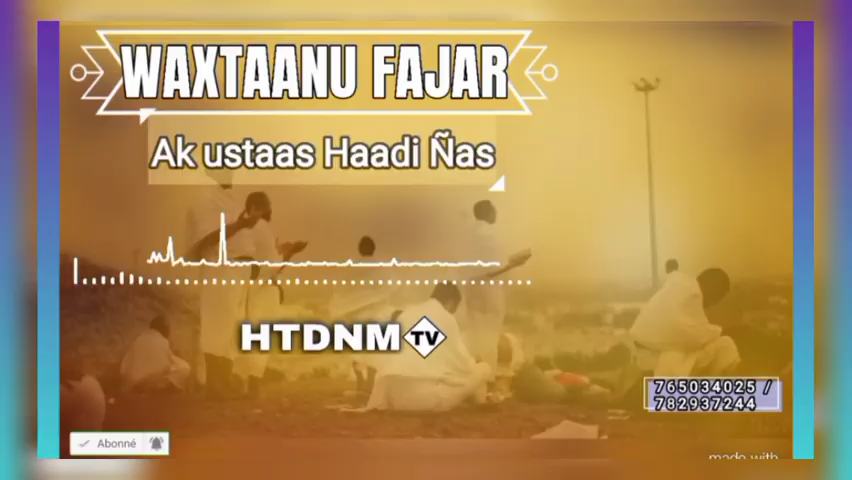 WAXTAANU FAJAR
Ak ustaas Haadi Ñas
HTDNM TV
765034025 /
782937244
Abonné
made with